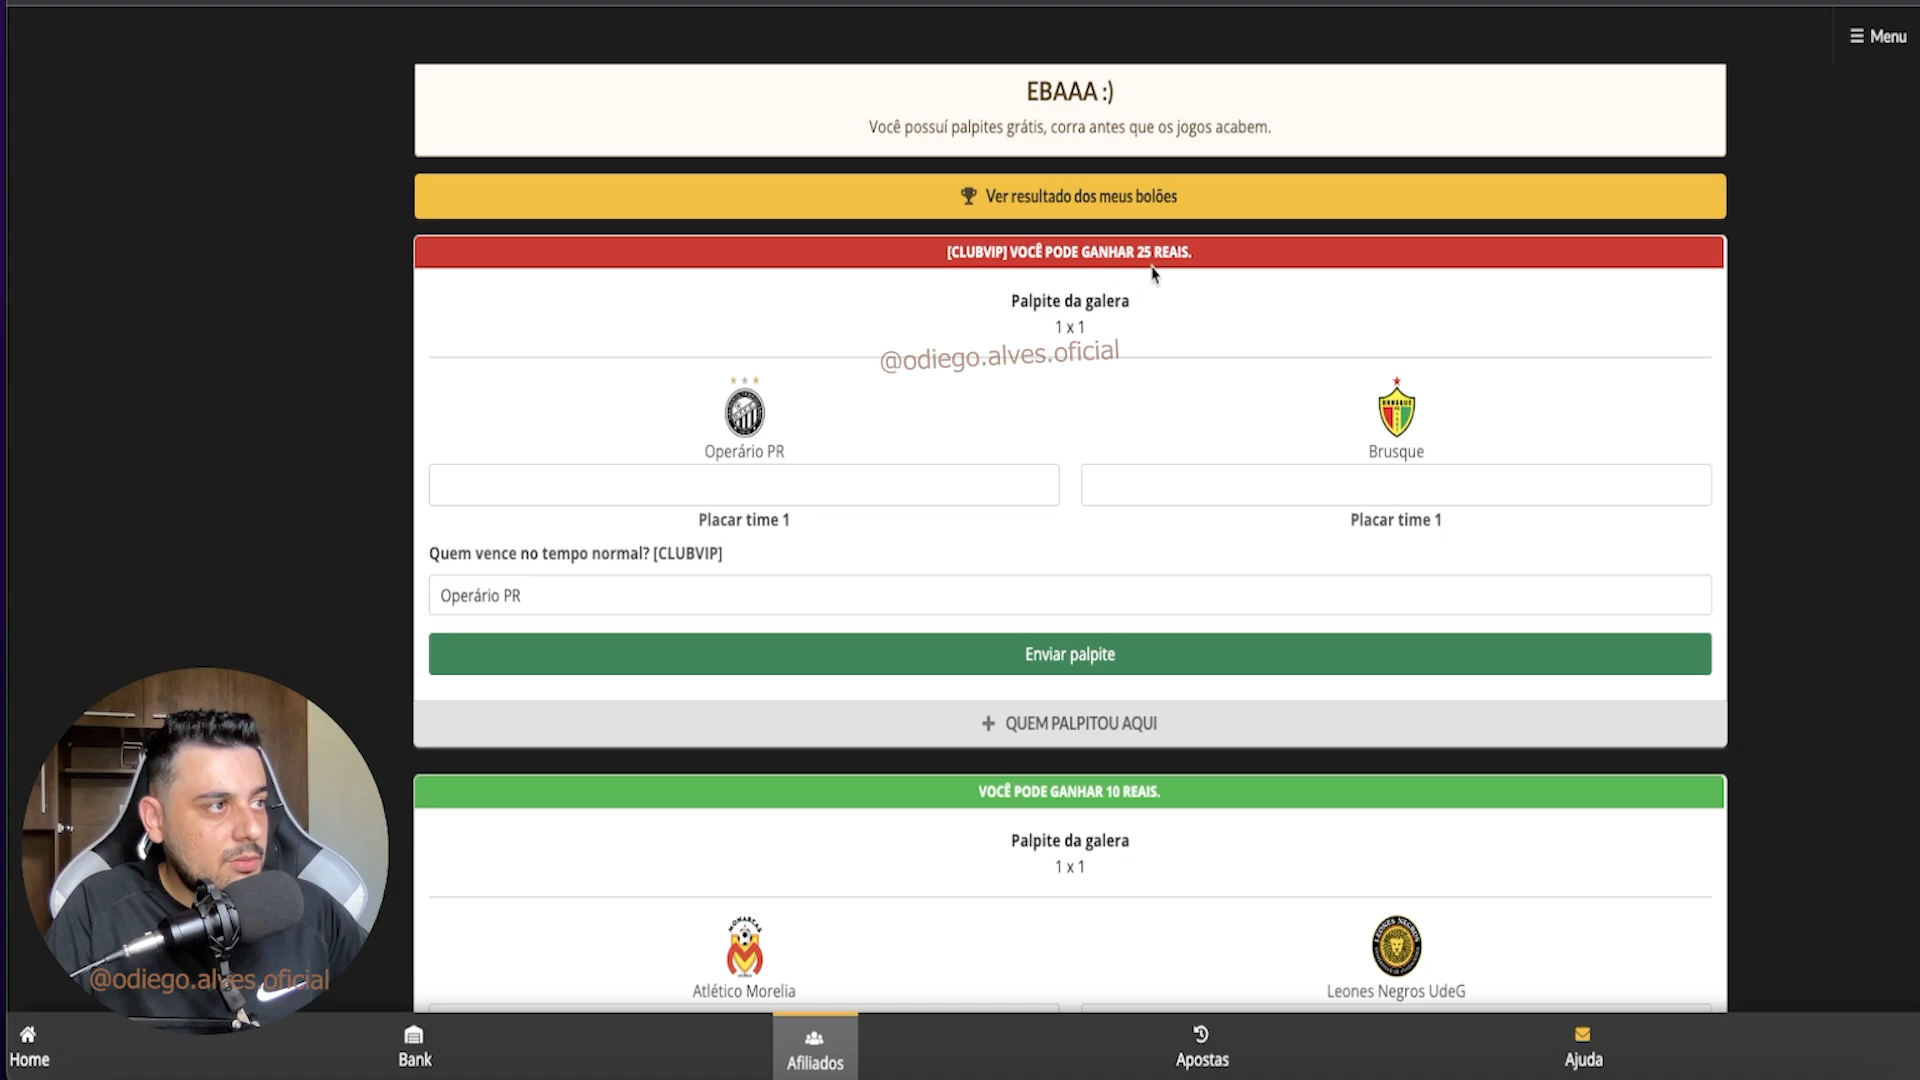 Menu
EBAAA :)
Você possuí palpites grátis, corra antes que os jogos acabem.
Ver resultado dos meus bolões
[CLUBVIP] VOCÊ PODE GANHAR 25 REAIS.
Palpite da galera
1 x 1
@odiego.alves.oficial
BRUSQUE
Operário PR
Brusque
Placar time 1
Placar time 1
Quem vence no tempo normal? [CLUBVIP]
Operário PR
Enviar palpite
QUEM PALPITOU AQUI
VOCÊ PODE GANHAR 10 REAIS.
Palpite da galera
1 x 1
MONARCAS
LEONES NEGROS
Atlético Morelia
Leones Negros UdeG
@odiego.alves.oficial
Home
Bank
Afiliados
Apostas
Ajuda